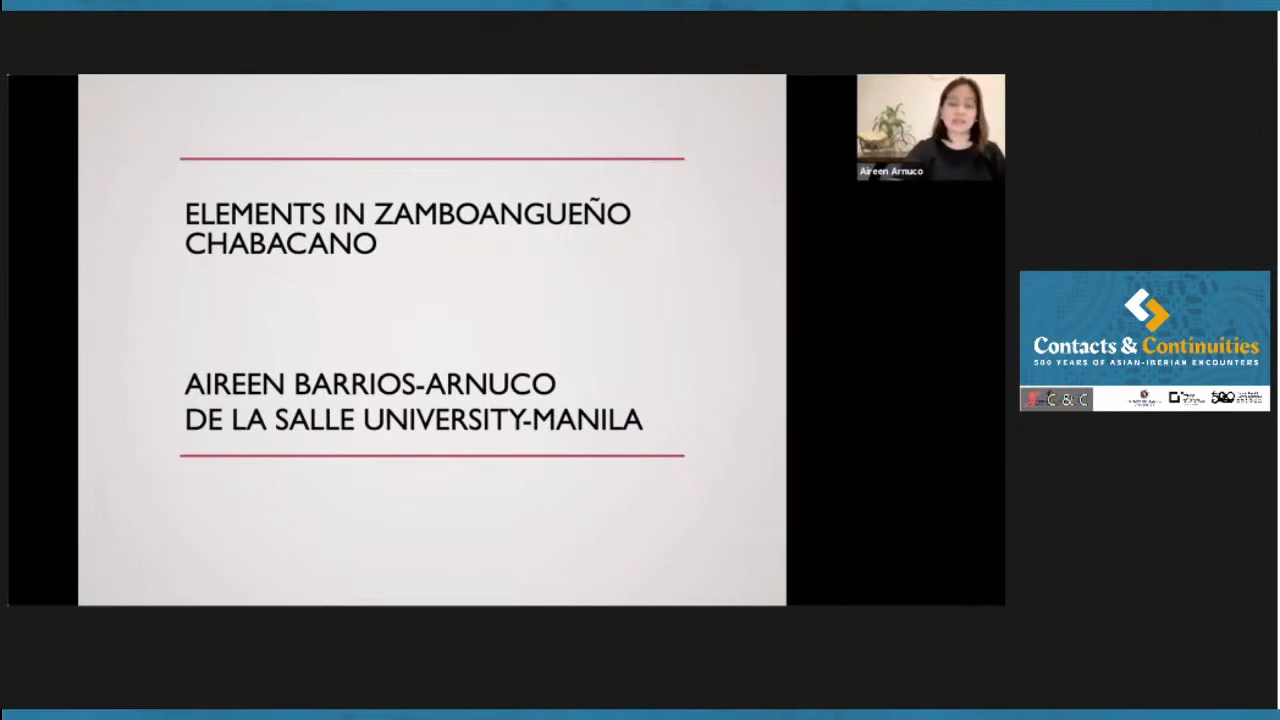 ELEMENTS IN ZAMBOANGUEÑO
CHABACANO
AIREEN BARRIOS-ARNUCO
DE LA SALLE UNIVERSITY-MANILA
Aireen Arnuco
Contacts & Continuities
500 YEARS OF ASIAN-IBERIAN ENCOUNTERS
C & C